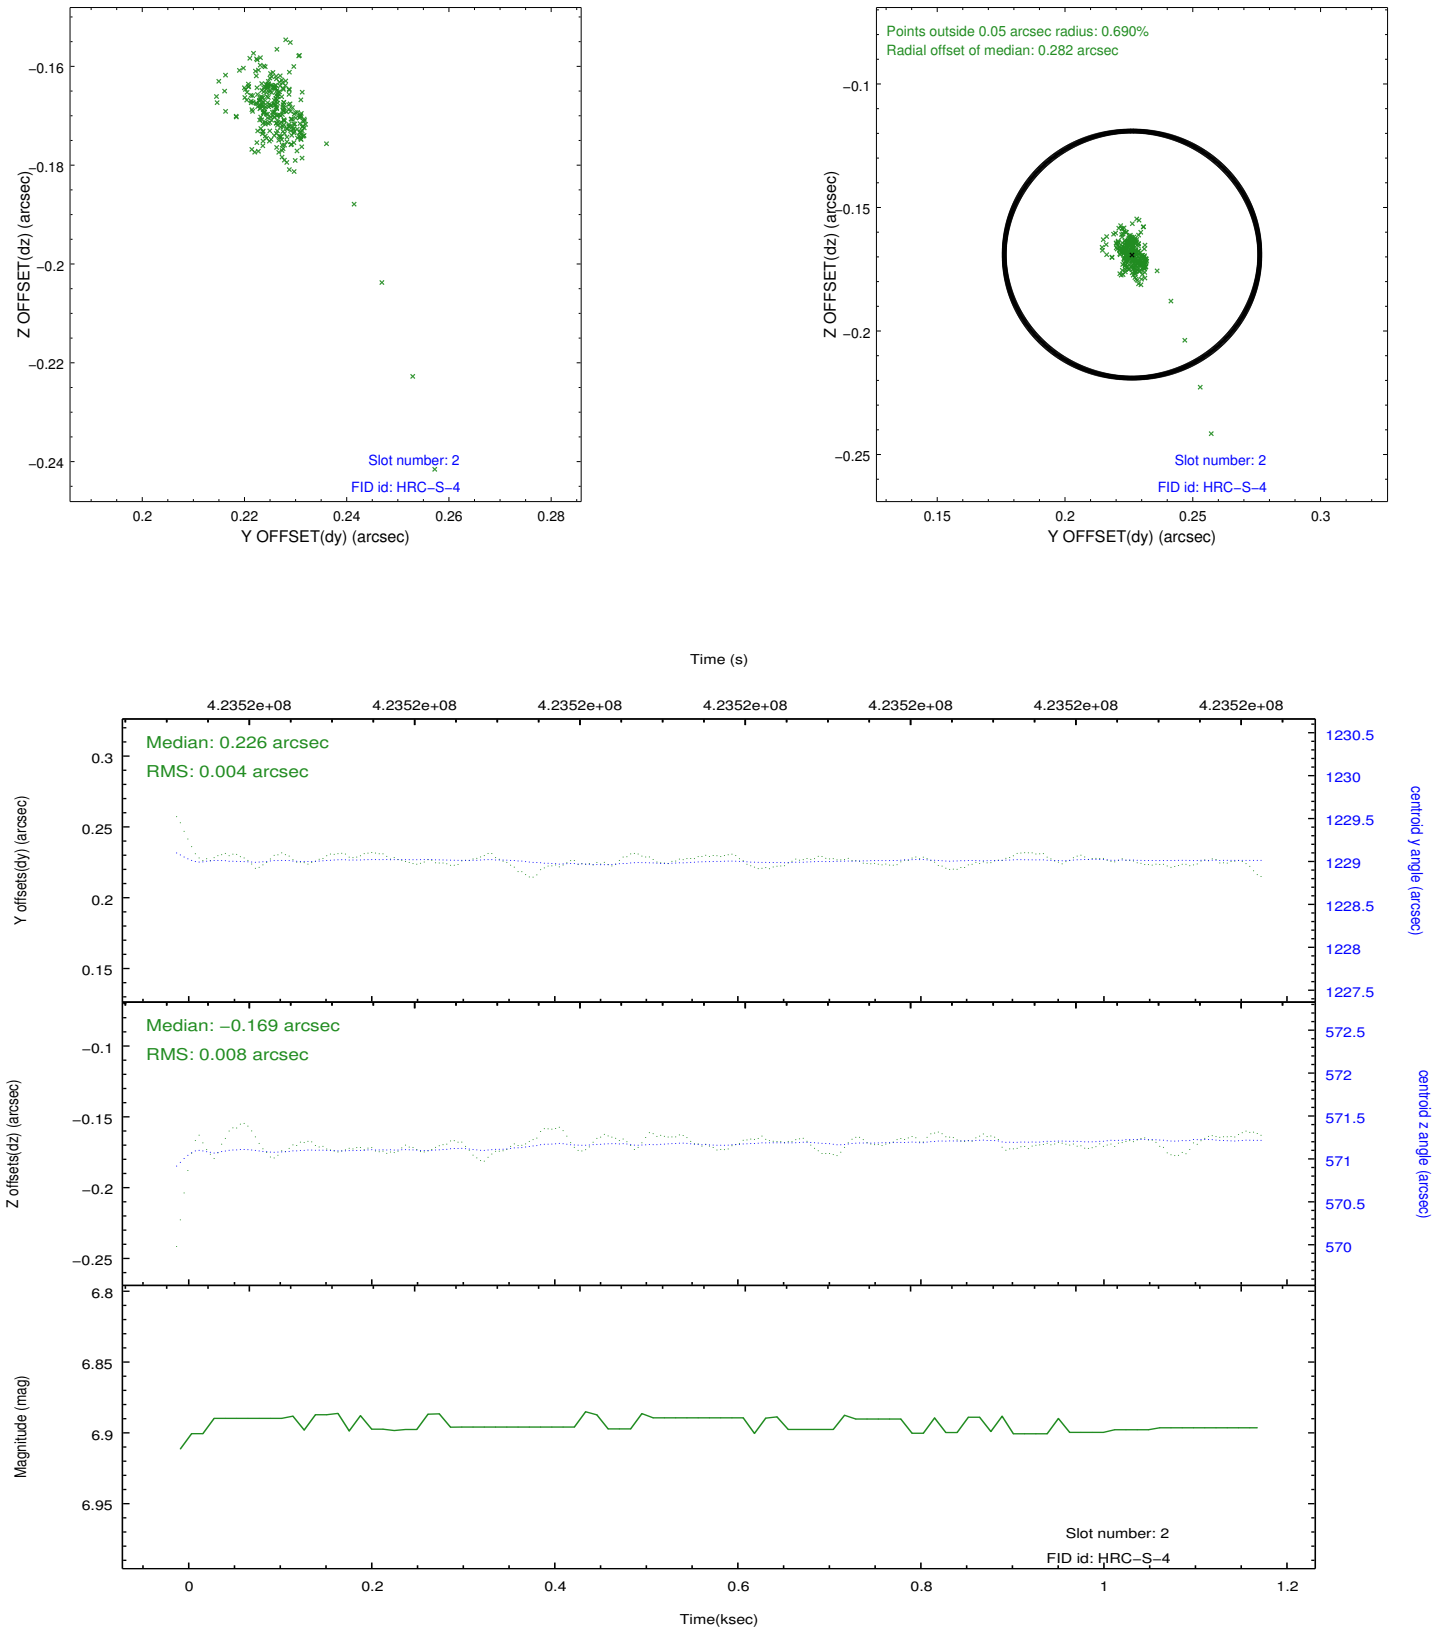 −0.16
−0.18
−0.2
−0.22
−0.24
Z OFFSET(dz) (arcsec)
Slot number: 2
FID id: HRC−S−4
0.2
0.22
0.24
0.26
0.28
Y OFFSET(dy) (arcsec)
Points outside 0.05 arcsec radius: 0.690%
Radial offset of median: 0.282 arcsec
−0.1
−0.15
−0.2
−0.25
Z OFFSET(dz) (arcsec)
Slot number: 2
FID id: HRC−S−4
0.15
0.2
0.25
0.3
Y OFFSET(dy) (arcsec)
Time (s)
4.2352e+08
4.2352e+08
4.2352e+08
4.2352e+08
4.2352e+08
4.2352e+08
4.2352e+08
Median: 0.226 arcsec
RMS: 0.004 arcsec
0.3
0.25
0.2
0.15
Y offsets(dy) (arcsec)
1230.5
1230
1229.5
1229
1228.5
1228
1227.5
centroid y angle (arcsec)
Median: −0.169 arcsec
RMS: 0.008 arcsec
−0.1
−0.15
−0.2
−0.25
Z offsets(dz) (arcsec)
572.5
572
571.5
571
570.5
570
centroid z angle (arcsec)
6.8
6.85
6.9
6.95
Magnitude (mag)
Slot number: 2
FID id: HRC−S−4
0
0.2
0.4
0.6
0.8
1
1.2
Time(ksec)